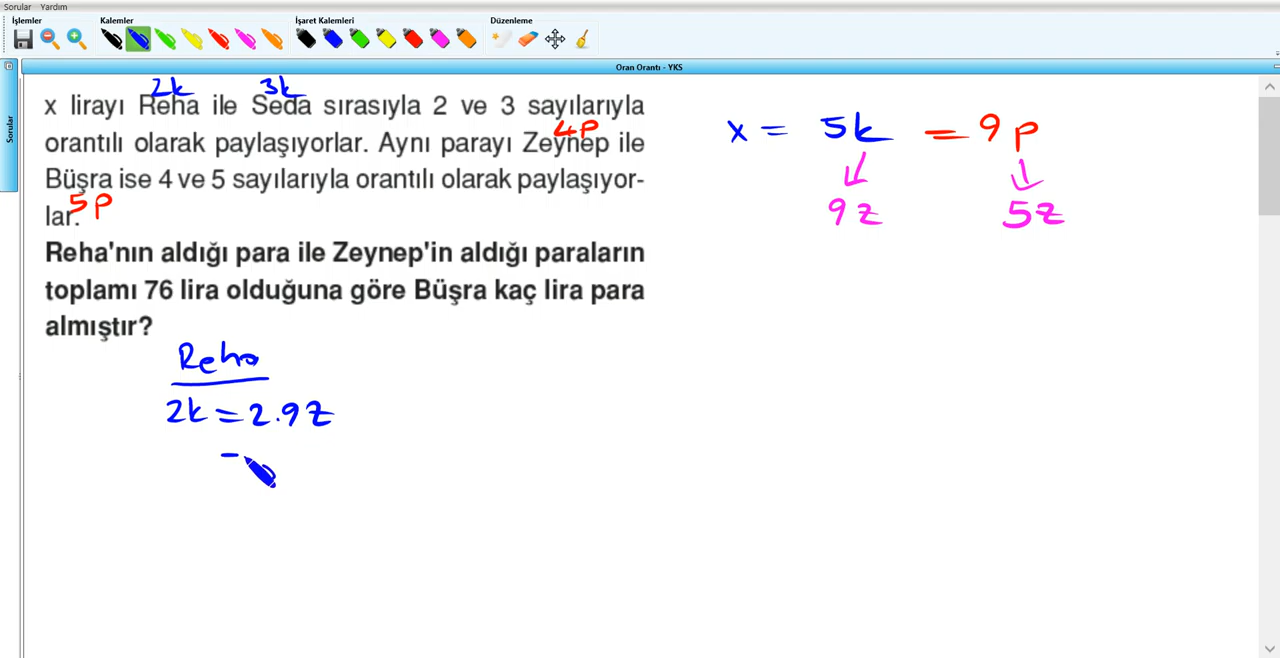 Sorular Yardım
İşlemler Kalemler İşaret Kalemleri Düzenleme
Oran Orantı - YKS
Sorular
2k 3k
x lirayı Reha ile Seda sırasıyla 2 ve 3 sayılarıyla
orantılı olarak paylaşıyorlar. Aynı parayı Zeynep ile
4P
Büşra ise 4 ve 5 sayılarıyla orantılı olarak paylaşıyor-
lar.
5P
Reha'nın aldığı para ile Zeynep'in aldığı paraların
toplamı 76 lira olduğuna göre Büşra kaç lira para
almıştır?
x = 5k = 9p
9z 5z
Reha
2k = 2.9z
=